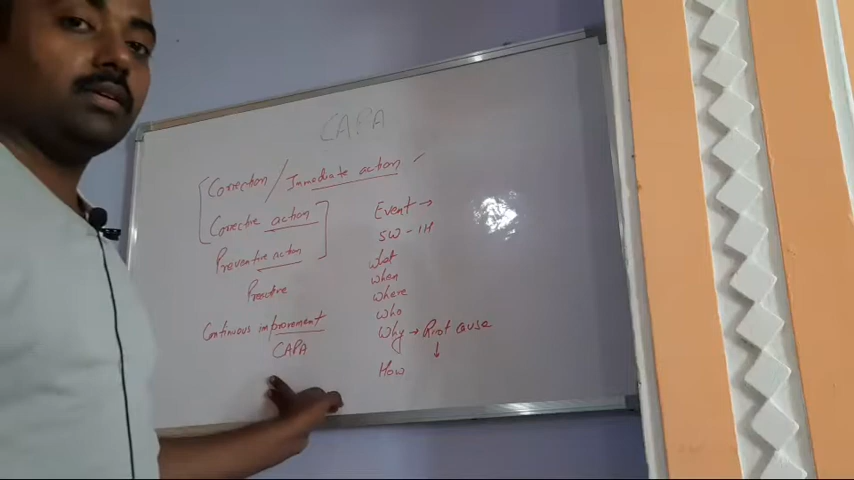 CAPA
Correction / Immediate action
Corrective action
Preventive action
Preactive
Continuous improvement
CAPA
Event →
5W - 1H
What
When
Where
Who
Why → Root cause
How